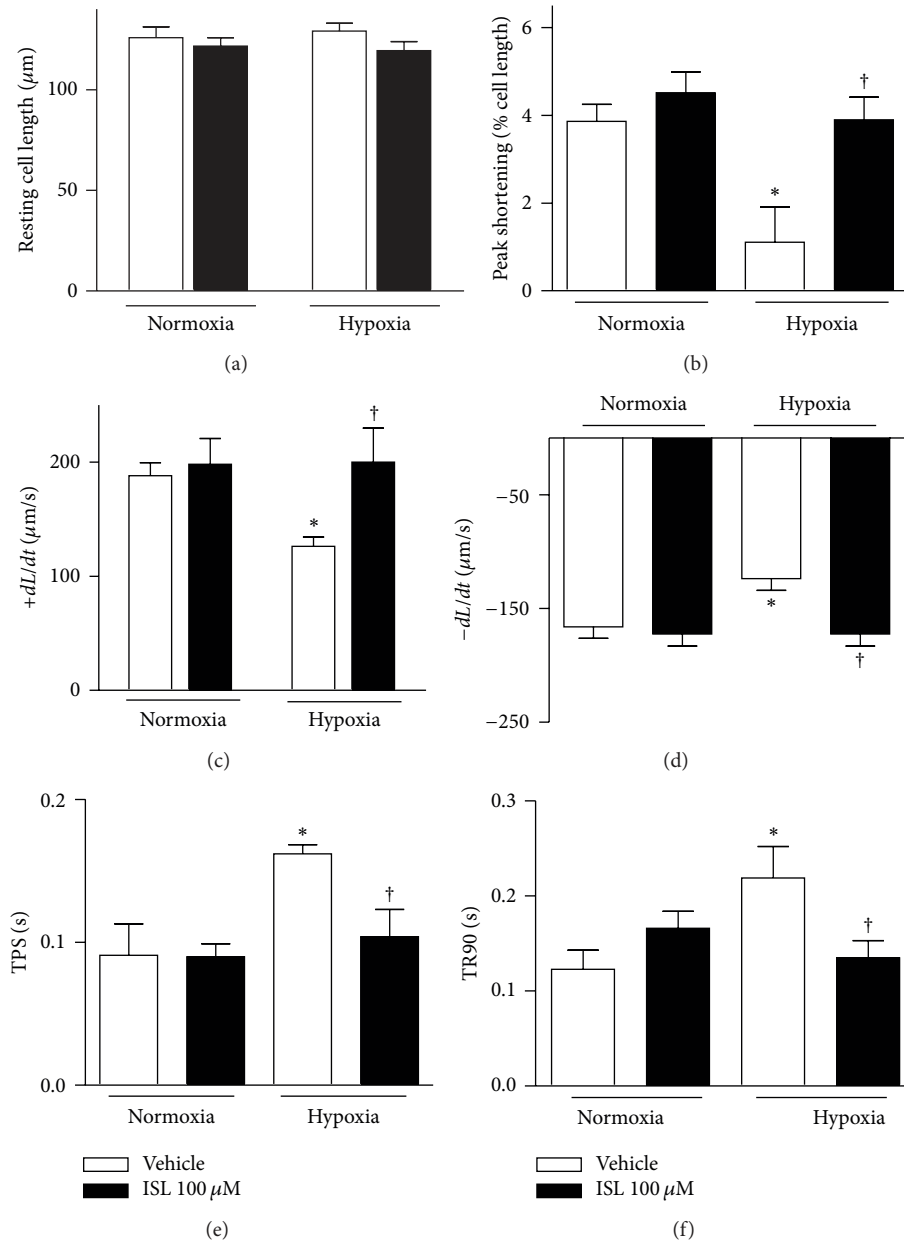 Resting cell length (μm)
100
50
0
Normoxia
Hypoxia
(a)
Peak shortening (% cell length)
6
4
2
0
*
†
Normoxia
Hypoxia
(b)
+dL/dt (μm/s)
200
100
0
*
†
Normoxia
Hypoxia
(c)
Normoxia
Hypoxia
−dL/dt (μm/s)
−50
−150
−250
*
†
(d)
TPS (s)
0.2
0.1
0.0
*
†
Normoxia
Hypoxia
Vehicle
ISL 100 μM
(e)
TR90 (s)
0.3
0.2
0.1
0.0
*
†
Normoxia
Hypoxia
Vehicle
ISL 100 μM
(f)